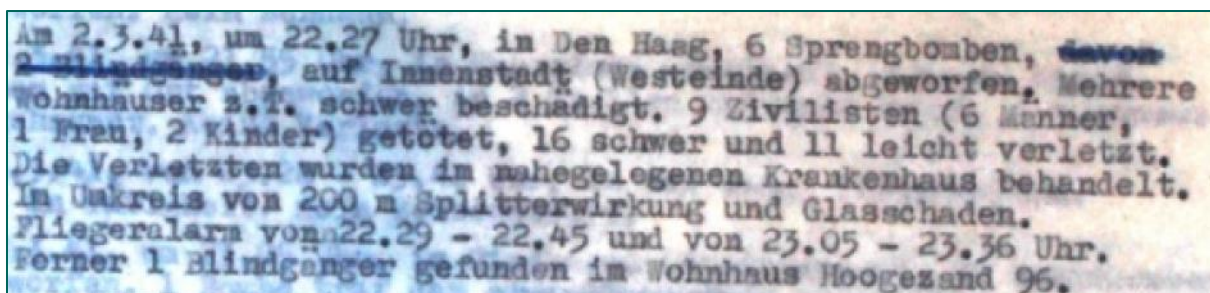 Am 2.3.41, um 22.27 Uhr, in Den Haag, 6 Sprengbomben, davon
2 Blindgänger, auf Innenstadt (Westeinde) abgeworfen. Mehrere
Wohnhäuser z.T. schwer beschädigt. 9 Zivilisten (6 Männer,
1 Frau, 2 Kinder) getötet, 16 schwer und 11 leicht verletzt.
Die Verletzten wurden im nahegelegenen Krankenhaus behandelt.
Im Umkreis von 200 m Splitterwirkung und Glasschaden.
Fliegeralarm von 22.29 - 22.45 und von 23.05 - 23.36 Uhr.
Ferner 1 Blindgänger gefunden im Wohnhaus Hoogezand 96.